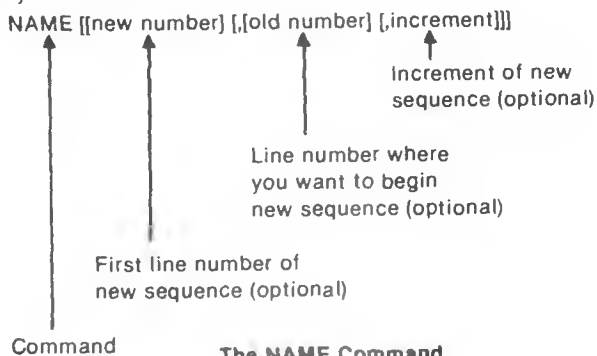 NAME [[new number] [,[old number] [,increment]]]
Increment of new
sequence (optional)
Line number where
you want to begin
new sequence (optional)
First line number of
new sequence (optional)
Command
The NAME Command